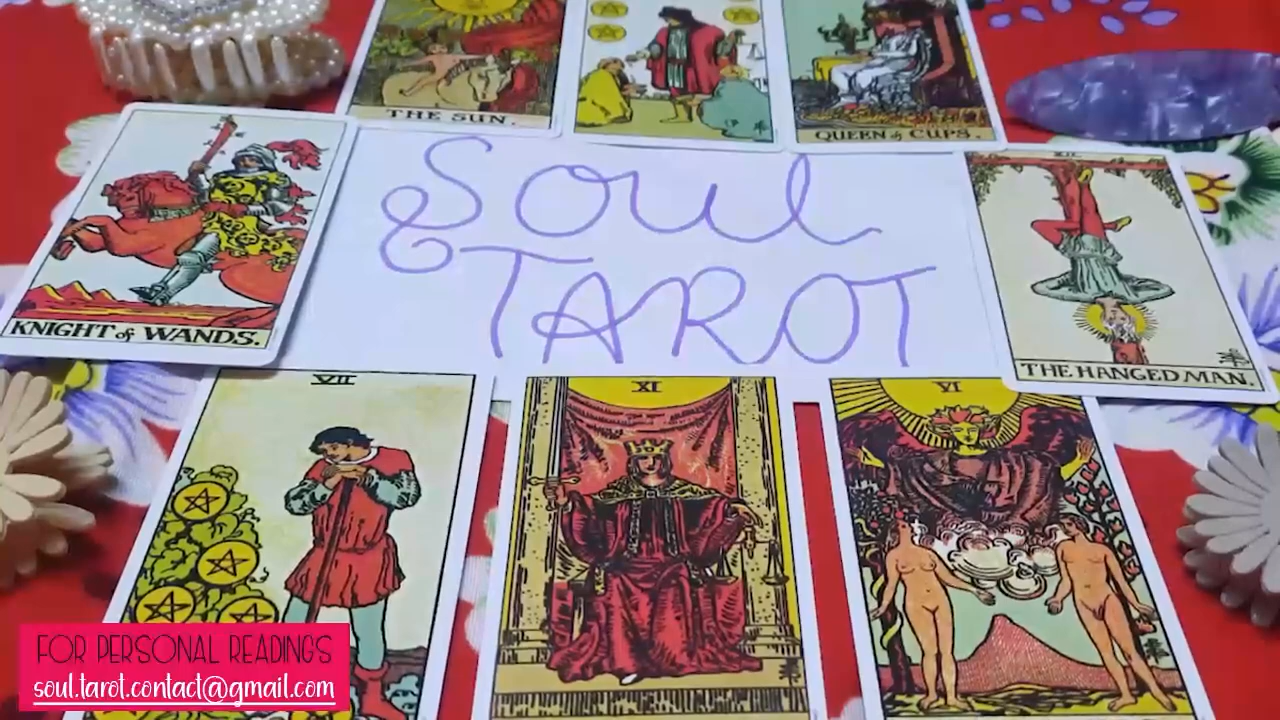 THE SUN.
QUEEN of CUPS.
KNIGHT of WANDS.
Soul
TAROT
XII
THE HANGED MAN.
VII
XI
VI
FOR PERSONAL READINGS
soul.tarot.contact@gmail.com